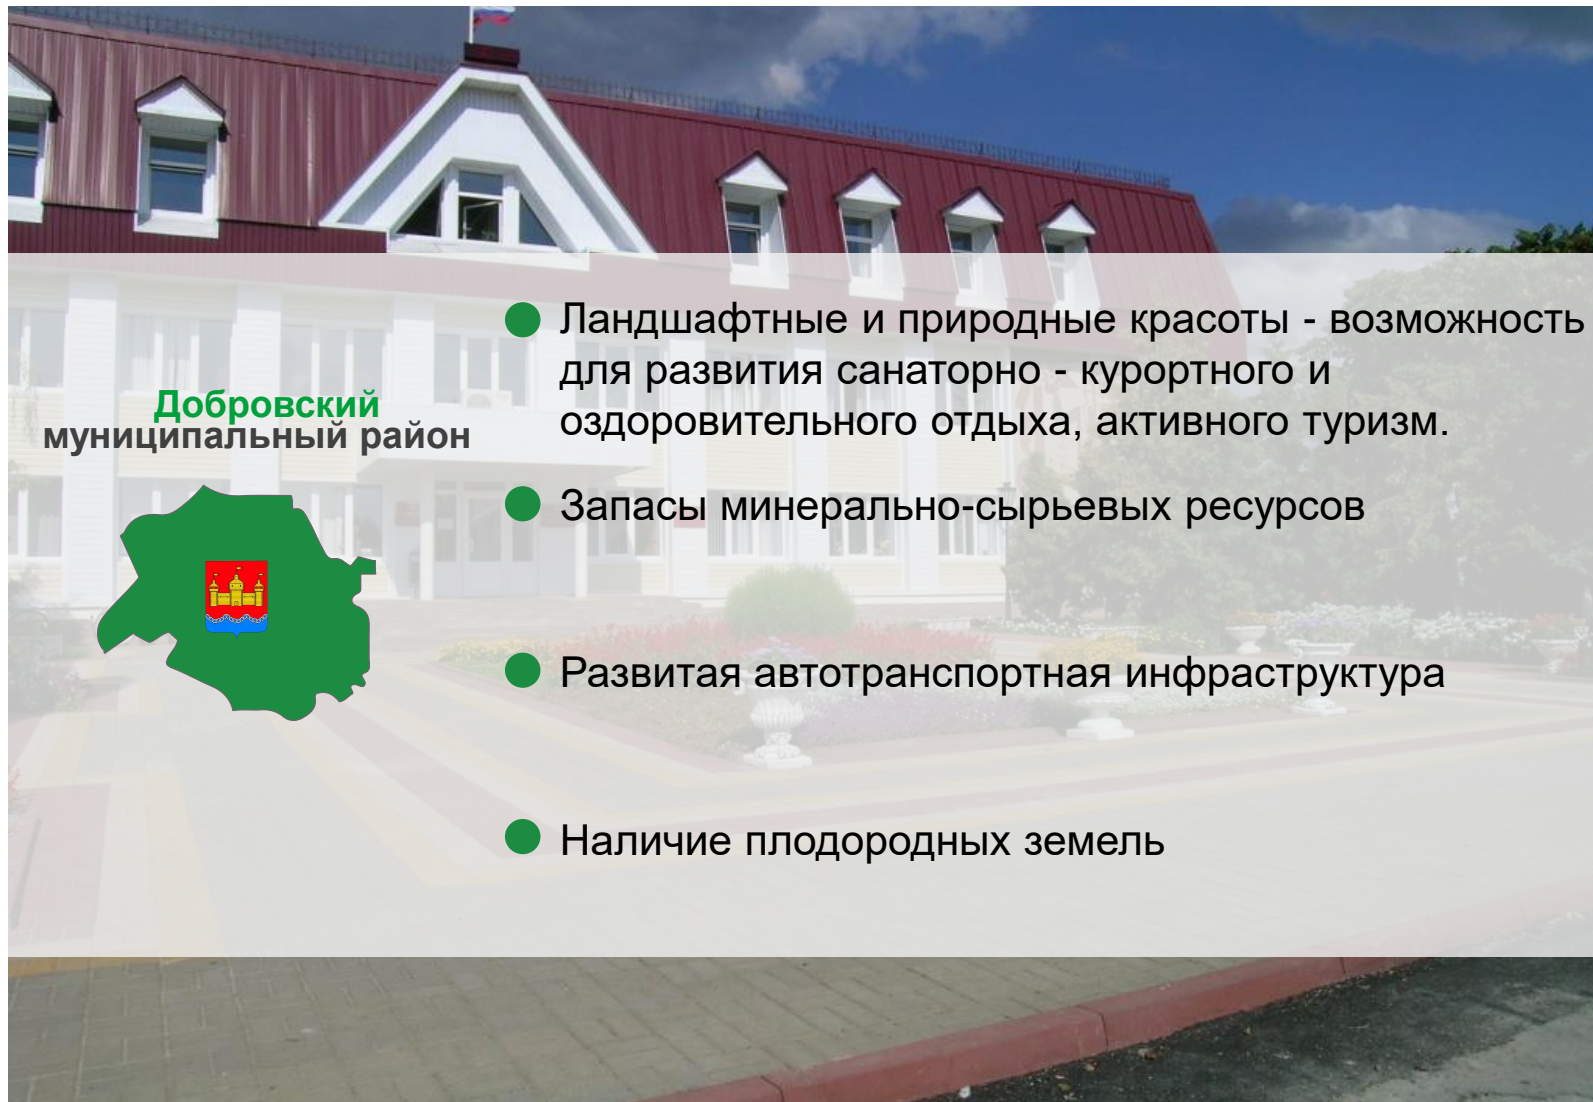 Добровский
муниципальный район
Ландшафтные и природные красоты - возможность
для развития санаторно - курортного и
оздоровительного отдыха, активного туризм.
Запасы минерально-сырьевых ресурсов
Развитая автотранспортная инфраструктура
Наличие плодородных земель